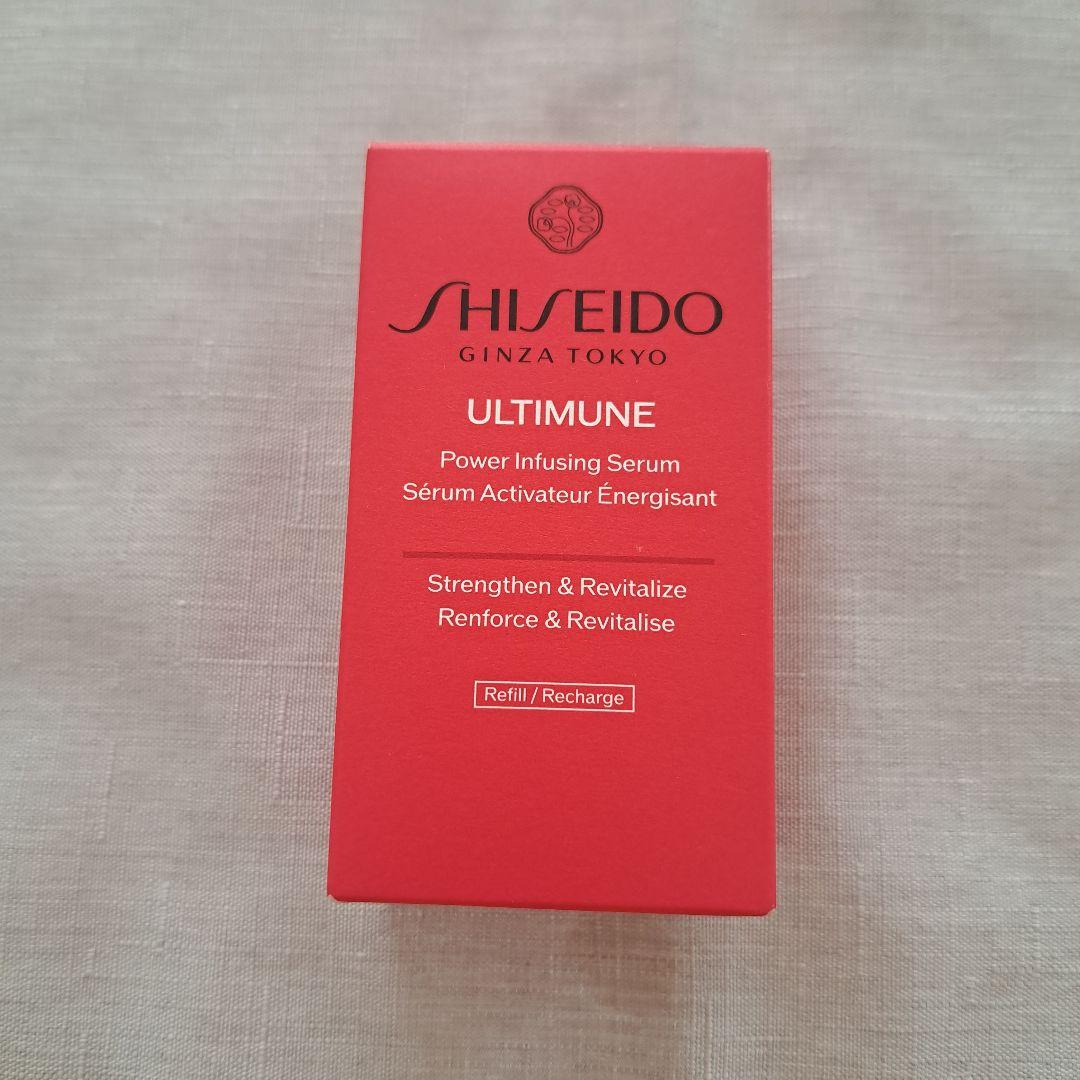 SHISEIDO
GINZA TOKYO
ULTIMUNE
Power Infusing Serum
Sérum Activateur Énergisant
Strengthen & Revitalize
Renforce & Revitalise
Refill / Recharge